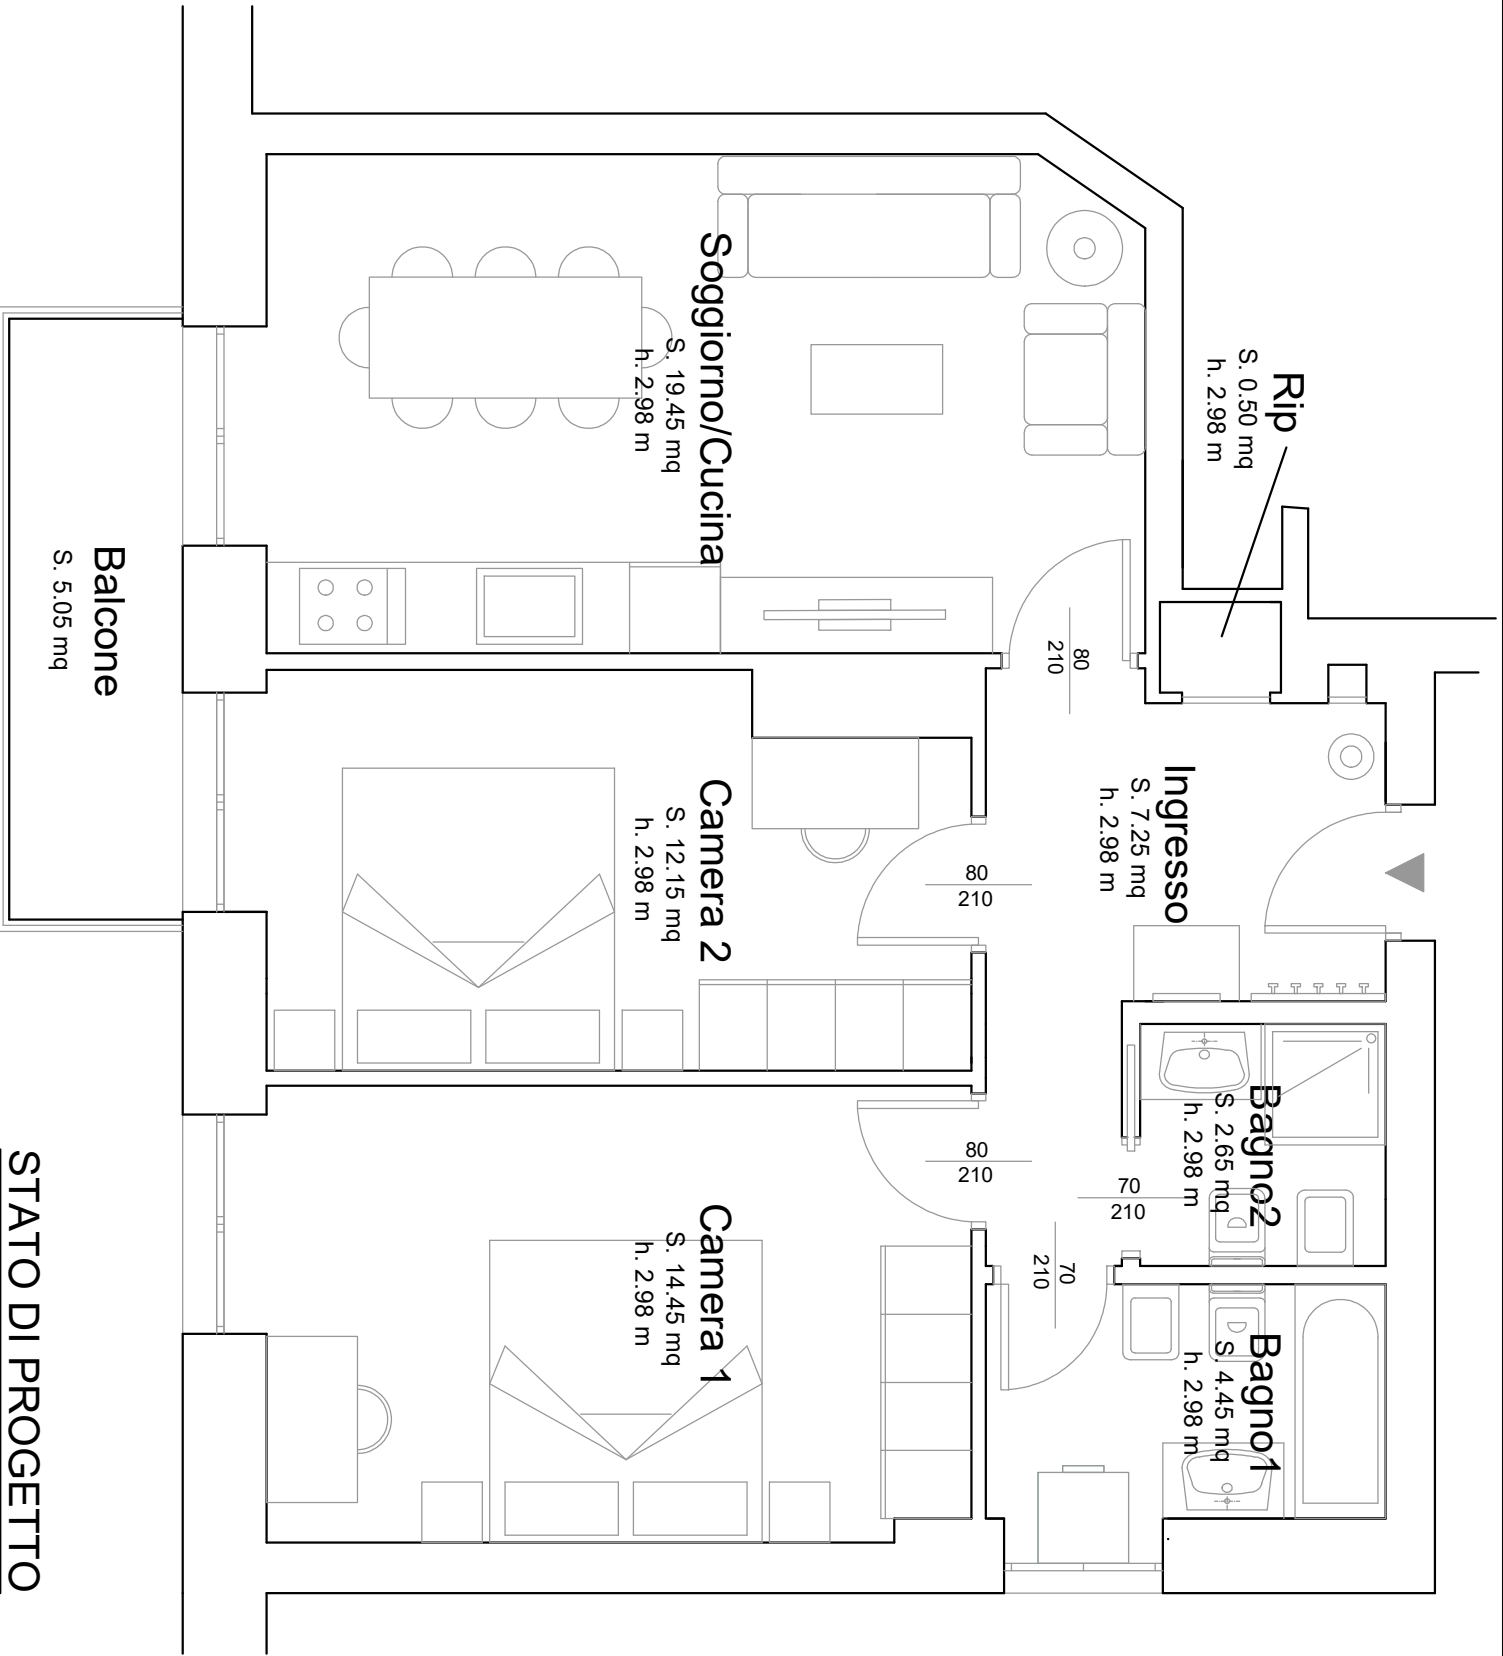 Rip
S. 0.50 mq
h. 2.98 m
80
210
Ingresso
S. 7.25 mq
h. 2.98 m
Soggiorno/Cucina
S. 19.45 mq
h. 2.98 m
80
210
Camera 2
S. 12.15 mq
h. 2.98 m
Bagno2
S. 2.65 mq
h. 2.98 m
70
210
80
210
70
210
Bagno1
S. 4.45 mq
h. 2.98 m
Camera 1
S. 14.45 mq
h. 2.98 m
Balcone
S. 5.05 mq
STATO DI PROGETTO